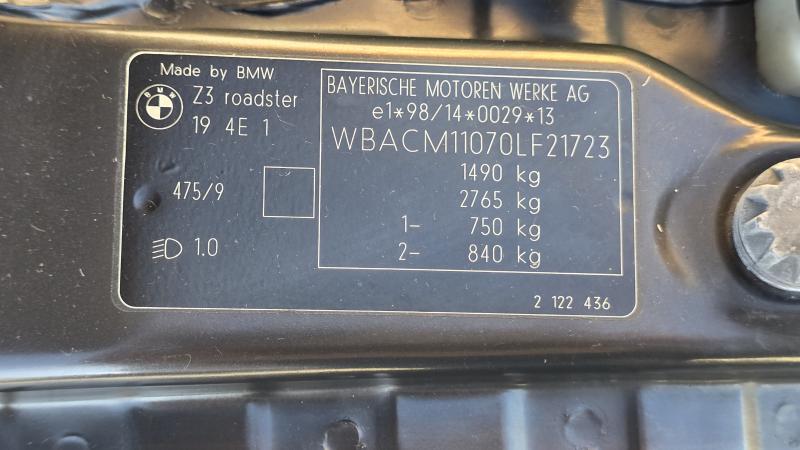 Made by BMW
BMW
Z3 roadster
19 4E 1
475/9
1.0
BAYERISCHE MOTOREN WERKE AG
e1*98/14*0029*13
WBACM11070LF21723
1490 kg
2765 kg
1- 750 kg
2- 840 kg
2 122 436